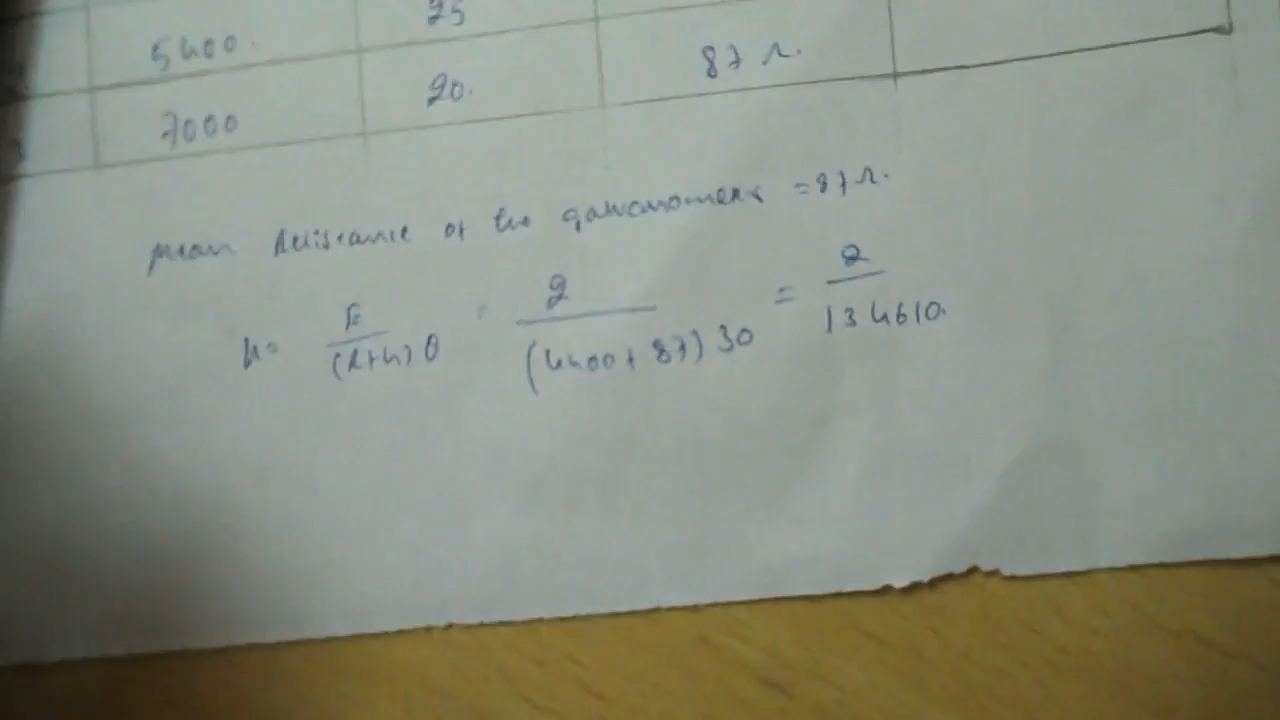 25
5400.
20.
87 Ω.
7000
Mean Resistance of the galvanometer = 87 Ω.
K = E / (R+G) θ = 2 / (4400 + 87) 30 = 2 / 134610.